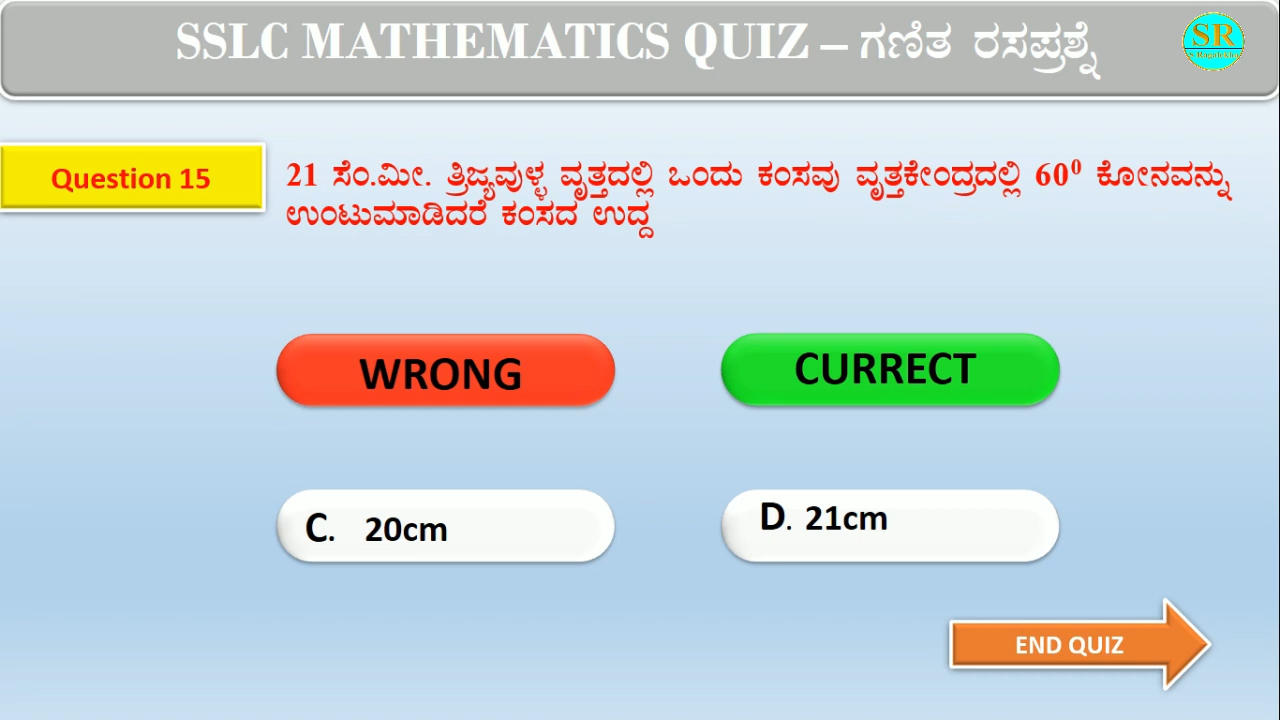 SSLC MATHEMATICS QUIZ – ಗಣಿತ ರಸಪ್ರಶ್ನೆ
SR
Question 15
21 ಸೆಂ.ಮೀ. ತ್ರಿಜ್ಯವುಳ್ಳ ವೃತ್ತದಲ್ಲಿ ಒಂದು ಕಂಸವು ವೃತ್ತಕೇಂದ್ರದಲ್ಲಿ 60⁰ ಕೋನವನ್ನು
ಉಂಟುಮಾಡಿದರೆ ಕಂಸದ ಉದ್ದ
WRONG
CURRECT
C. 20cm
D. 21cm
END QUIZ